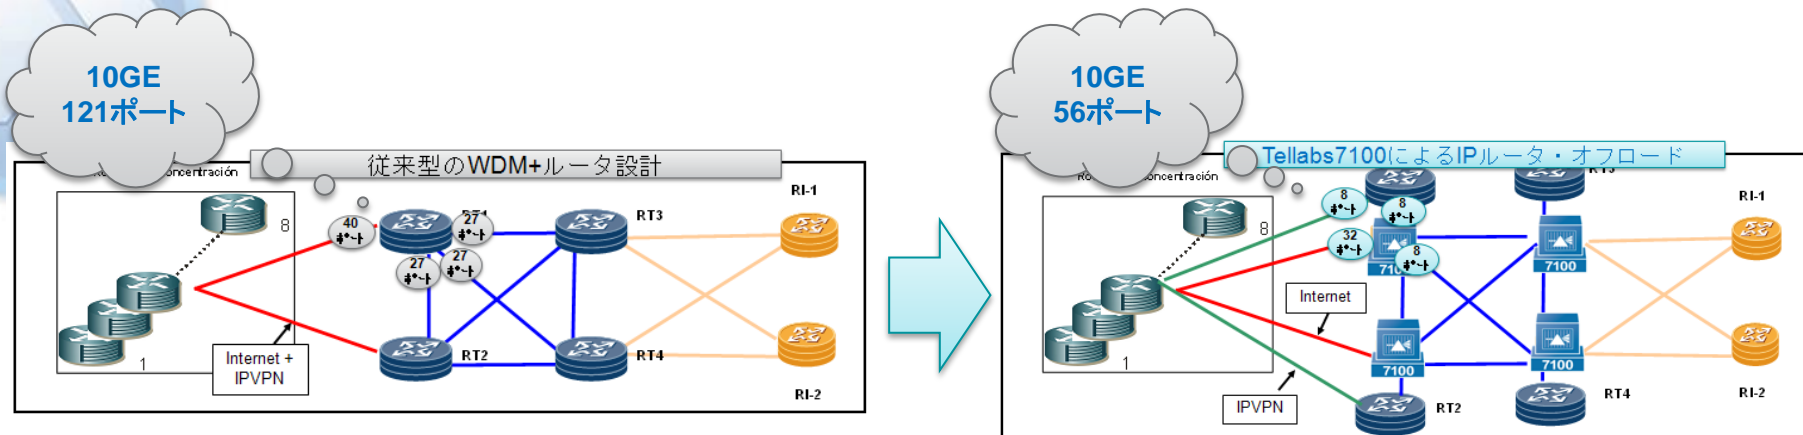 10GE
121ポート
従来型のWDM+ルータ設計
oncentración
8
1
Internet +
IPVPN
40
ポート
27
ポート
27
ポート
27
ポート
RT3
RT2
RT4
RI-1
RI-2
10GE
56ポート
Tellabs7100によるIPルータ・オフロード
oncentración
8
1
8
ポート
8
ポート
32
ポート
8
ポート
7100
7100
7100
Internet
IPVPN
RT2
RT4
RI-1
RI-2